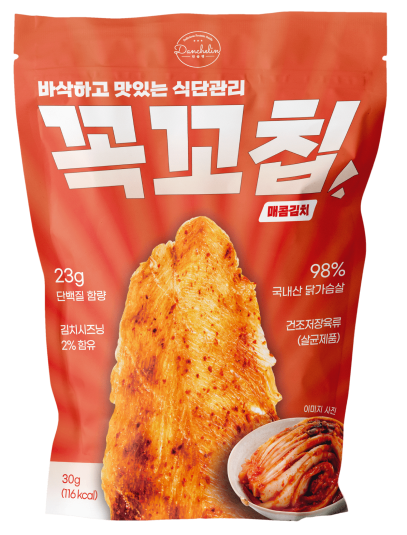 Danchelin
바삭하고 맛있는 식단관리
꼭꼬칩!
매콤김치
23g
단백질 함량
98%
국내산 닭가슴살
김치시즈닝
2% 함유
건조저장육류
(살균제품)
이미지 사진
30g
(116 kcal)